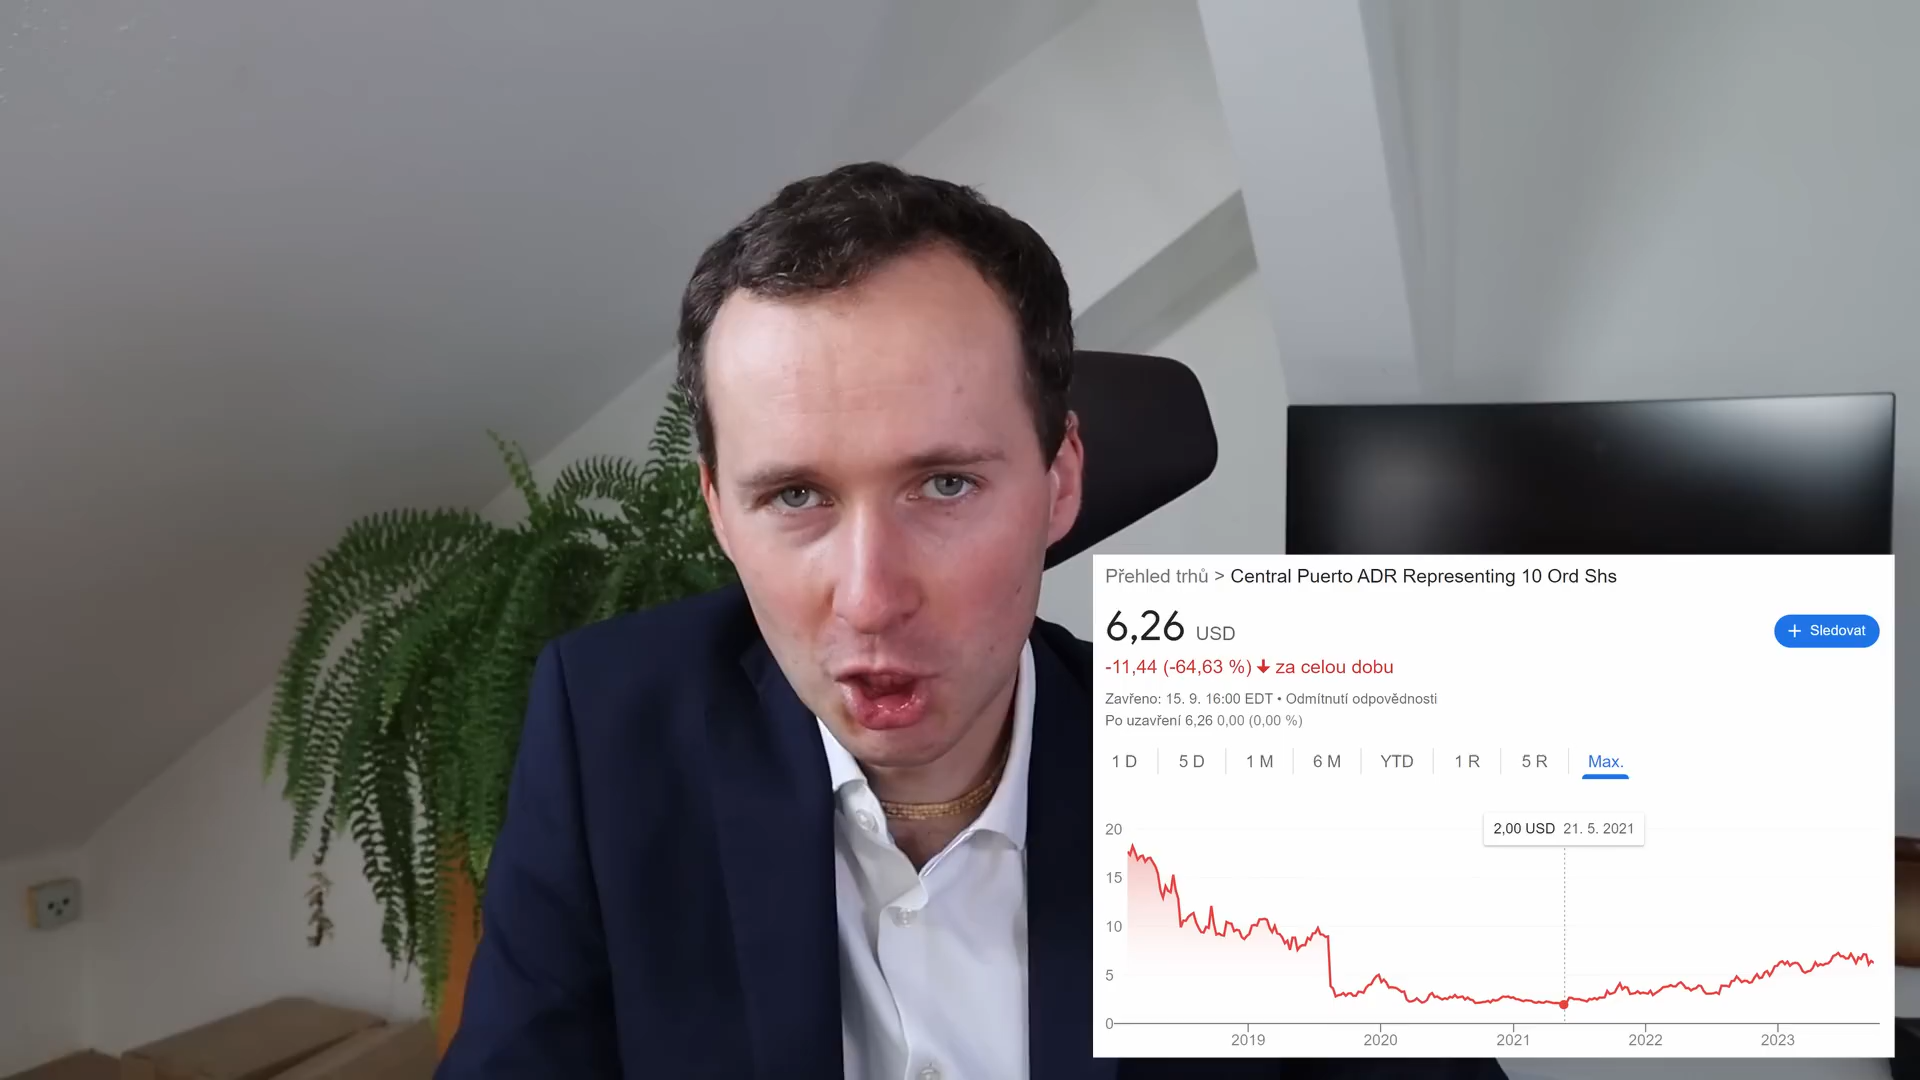 Přehled trhů > Central Puerto ADR Representing 10 Ord Shs
6,26 USD
+ Sledovat
-11,44 (-64,63 %) ↓ za celou dobu
Zavřeno: 15. 9. 16:00 EDT • Odmítnutí odpovědnosti
Po uzavření 6,26 0,00 (0,00 %)
1 D 5 D 1 M 6 M YTD 1 R 5 R Max.
2,00 USD 21. 5. 2021
20
15
10
5
0
2019 2020 2021 2022 2023